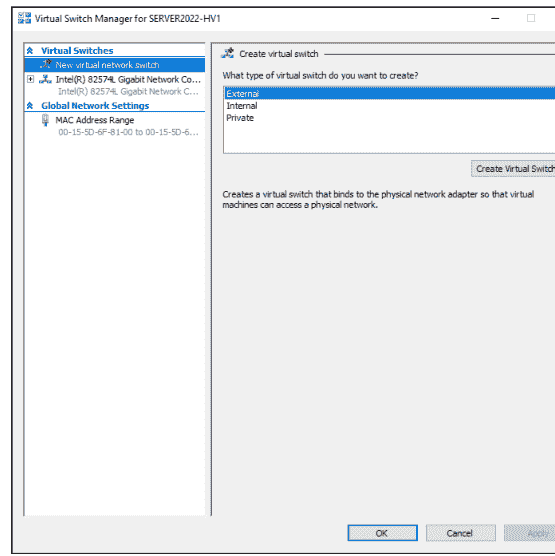 Virtual Switch Manager for SERVER2022-HV1
Virtual Switches
New virtual network switch
Intel(R) 82574L Gigabit Network Co...
Intel(R) 82574L Gigabit Network C...
Global Network Settings
MAC Address Range
00-15-5D-6F-81-00 to 00-15-5D-6...
Create virtual switch
What type of virtual switch do you want to create?
External
Internal
Private
Create Virtual Switch
Creates a virtual switch that binds to the physical network adapter so that virtual
machines can access a physical network.
OK
Cancel
Apply